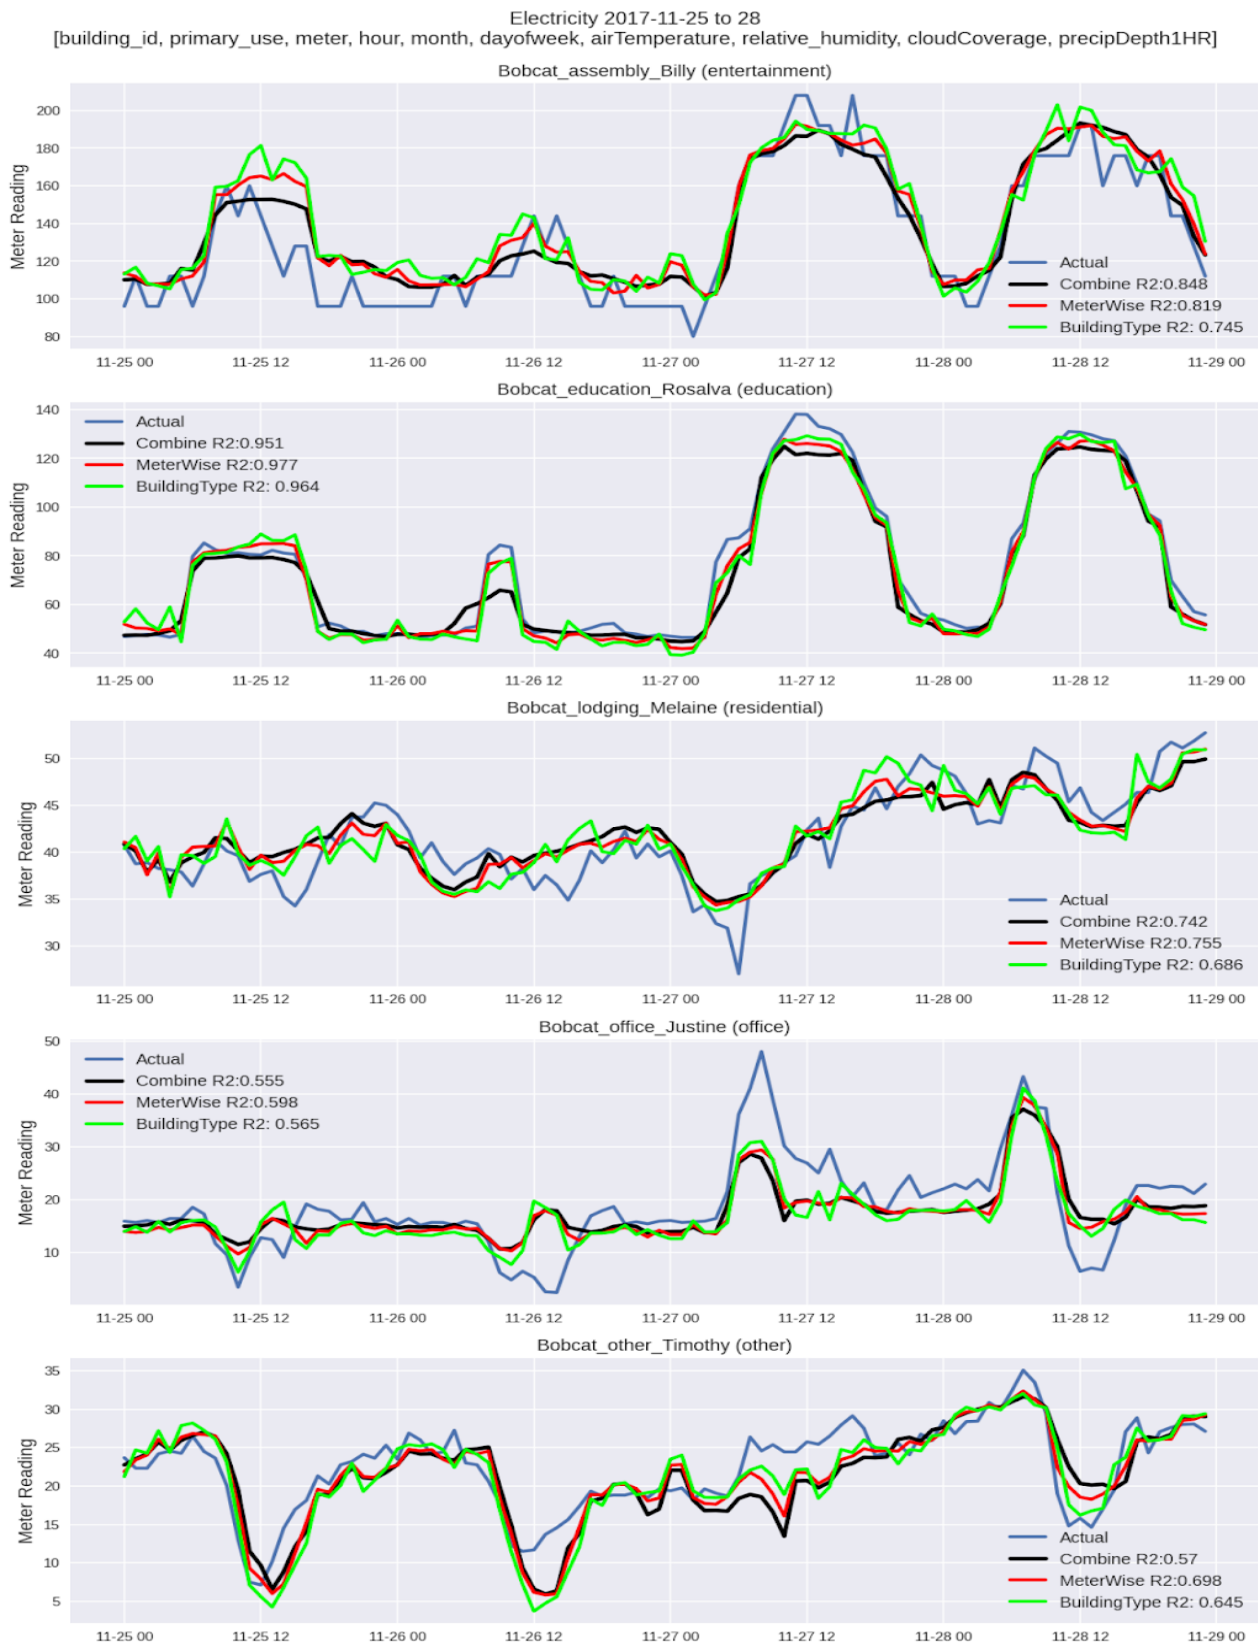 Electricity 2017-11-25 to 28
[building_id, primary_use, meter, hour, month, dayofweek, airTemperature, relative_humidity, cloudCoverage, precipDepth1HR]
Bobcat_assembly_Billy (entertainment)
Meter Reading
200
180
160
140
120
100
80
Actual
Combine R2:0.848
MeterWise R2:0.819
BuildingType R2: 0.745
11-25 00 11-25 12 11-26 00 11-26 12 11-27 00 11-27 12 11-28 00 11-28 12 11-29 00
Bobcat_education_Rosalva (education)
Meter Reading
140
120
100
80
60
40
Actual
Combine R2:0.951
MeterWise R2:0.977
BuildingType R2: 0.964
11-25 00 11-25 12 11-26 00 11-26 12 11-27 00 11-27 12 11-28 00 11-28 12 11-29 00
Bobcat_lodging_Melaine (residential)
Meter Reading
50
45
40
35
30
Actual
Combine R2:0.742
MeterWise R2:0.755
BuildingType R2: 0.686
11-25 00 11-25 12 11-26 00 11-26 12 11-27 00 11-27 12 11-28 00 11-28 12 11-29 00
Bobcat_office_Justine (office)
Meter Reading
50
40
30
20
10
Actual
Combine R2:0.555
MeterWise R2:0.598
BuildingType R2: 0.565
11-25 00 11-25 12 11-26 00 11-26 12 11-27 00 11-27 12 11-28 00 11-28 12 11-29 00
Bobcat_other_Timothy (other)
Meter Reading
35
30
25
20
15
10
5
Actual
Combine R2:0.57
MeterWise R2:0.698
BuildingType R2: 0.645
11-25 00 11-25 12 11-26 00 11-26 12 11-27 00 11-27 12 11-28 00 11-28 12 11-29 00